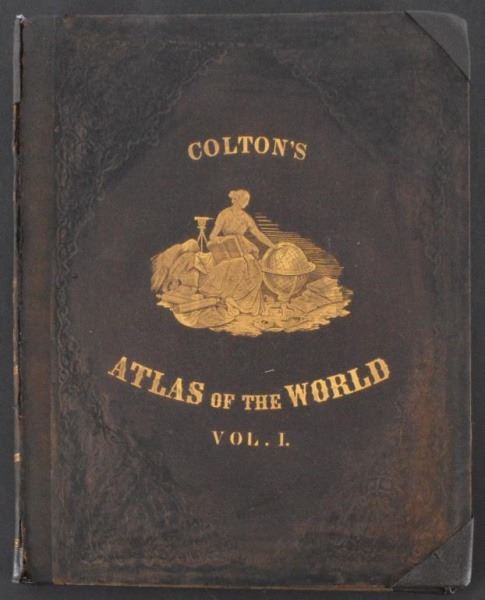 COLTON'S
ATLAS OF THE WORLD
VOL. I.